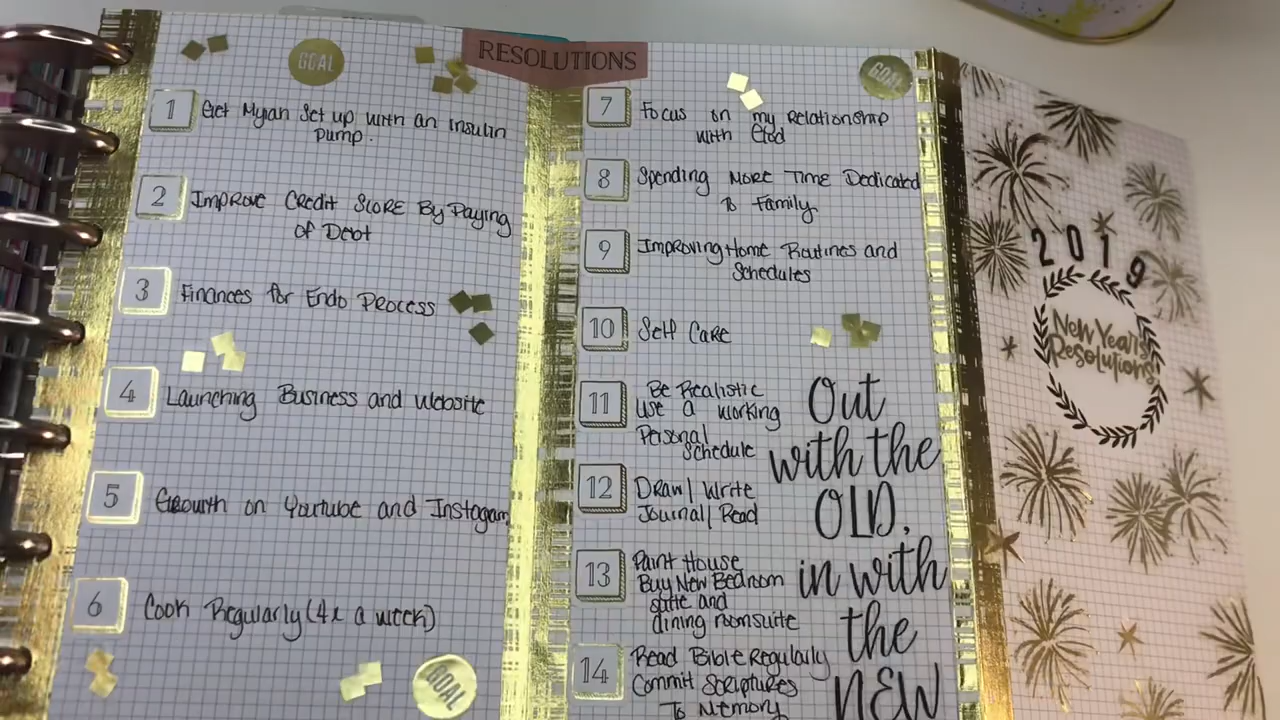 GOAL
RESOLUTIONS
1 Get Myan Set up with an Insulin
Pump.
2 Improve Credit Score By Paying
of Debt
3 Finances for Endo Process
4 Launching Business and Website
5 Growth on Youtube and Instagam
6 Cook Regularly (4x a week)
GOAL
GOAL
7 Focus on my Relationship
with God
8 Spending More Time Dedicated
To Family
9 Improving Home Routines and
Schedules
10 Self Care
11 Be Realistic
Use a working
Personal
Schedule
12 Draw/Write
Journal/Read
13 Paint House
Buy New Bedroom
suite and
dining room suite
14 Read Bible Regularly
Commit Scriptures
To Memory
Out
with the
OLD,
in with
the
NEW
2019
New Years
Resolutions